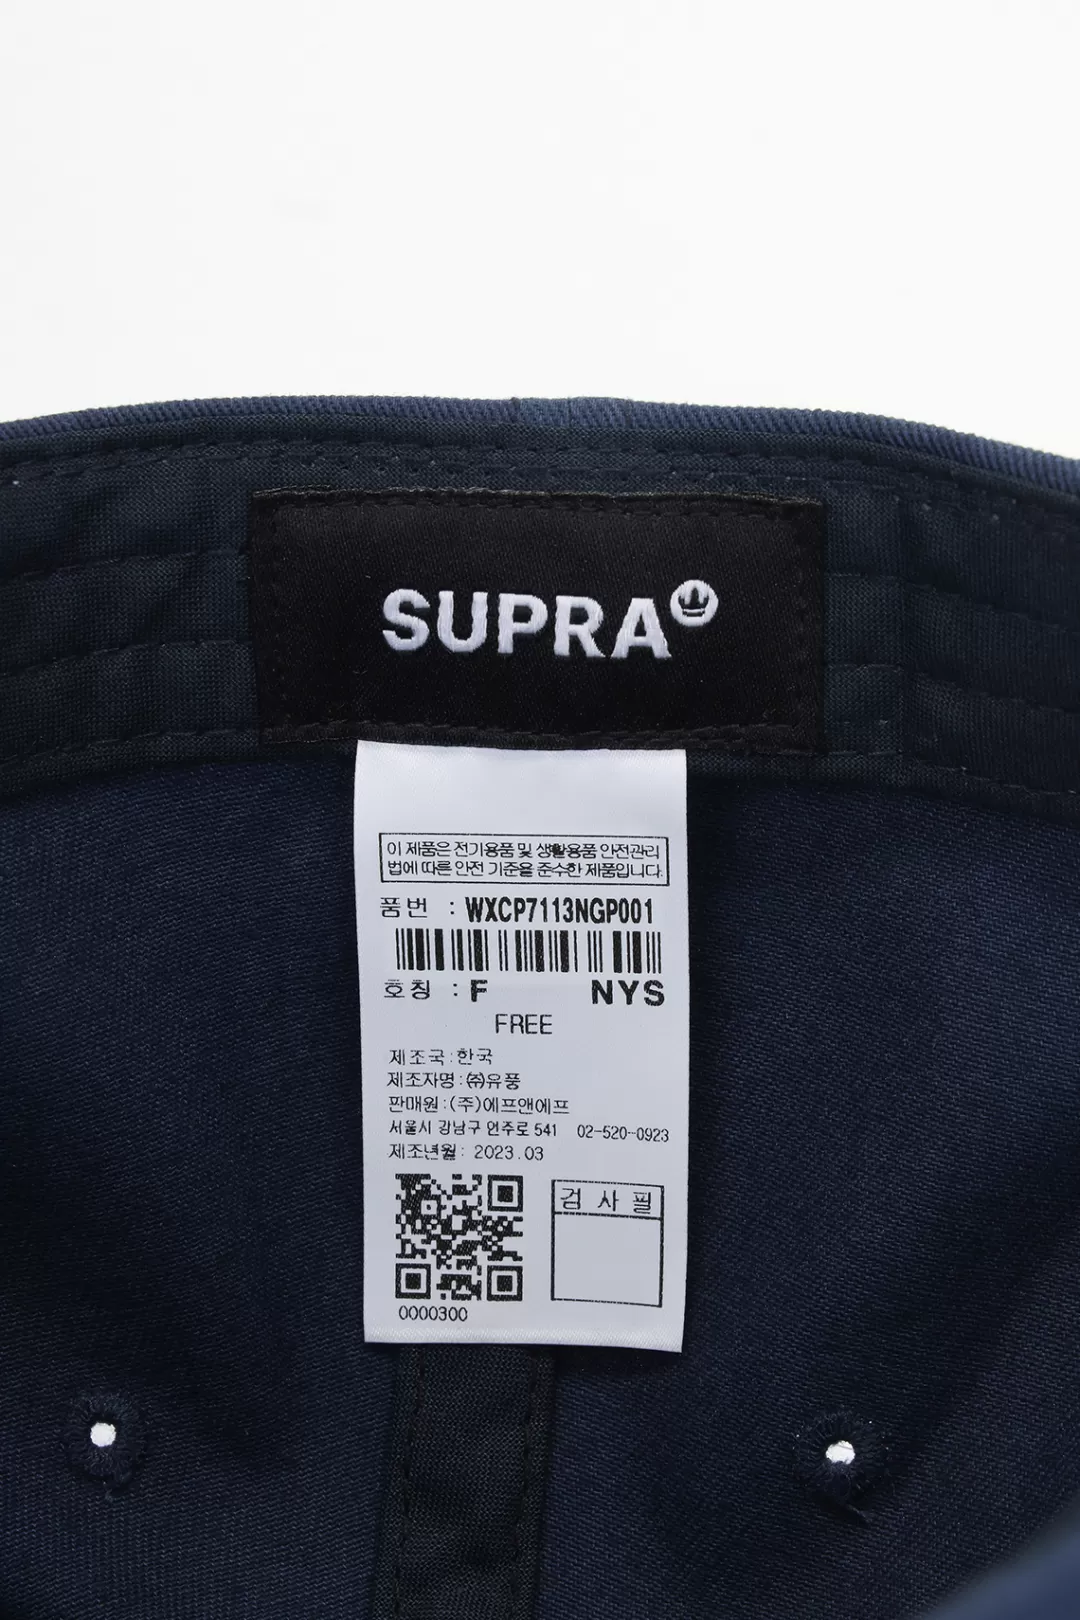 SUPRA
이 제품은 전기용품 및 생활용품 안전관리
법에 따른 안전 기준을 준수한 제품입니다.
품번 : WXCP7113NGP001
호칭 : F NYS
FREE
제조국:한국
제조자명:㈜유풍
판매원:(주)에프앤에프
서울시 강남구 언주로 541 02-520-0923
제조년월: 2023.03
검 사 필
0000300